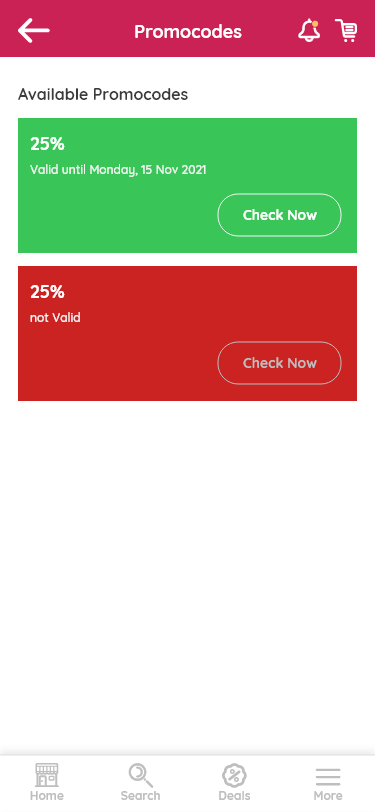 Promocodes
Available Promocodes
25%
Valid until Monday, 15 Nov 2021
Check Now
25%
not Valid
Check Now
Home
Search
Deals
More